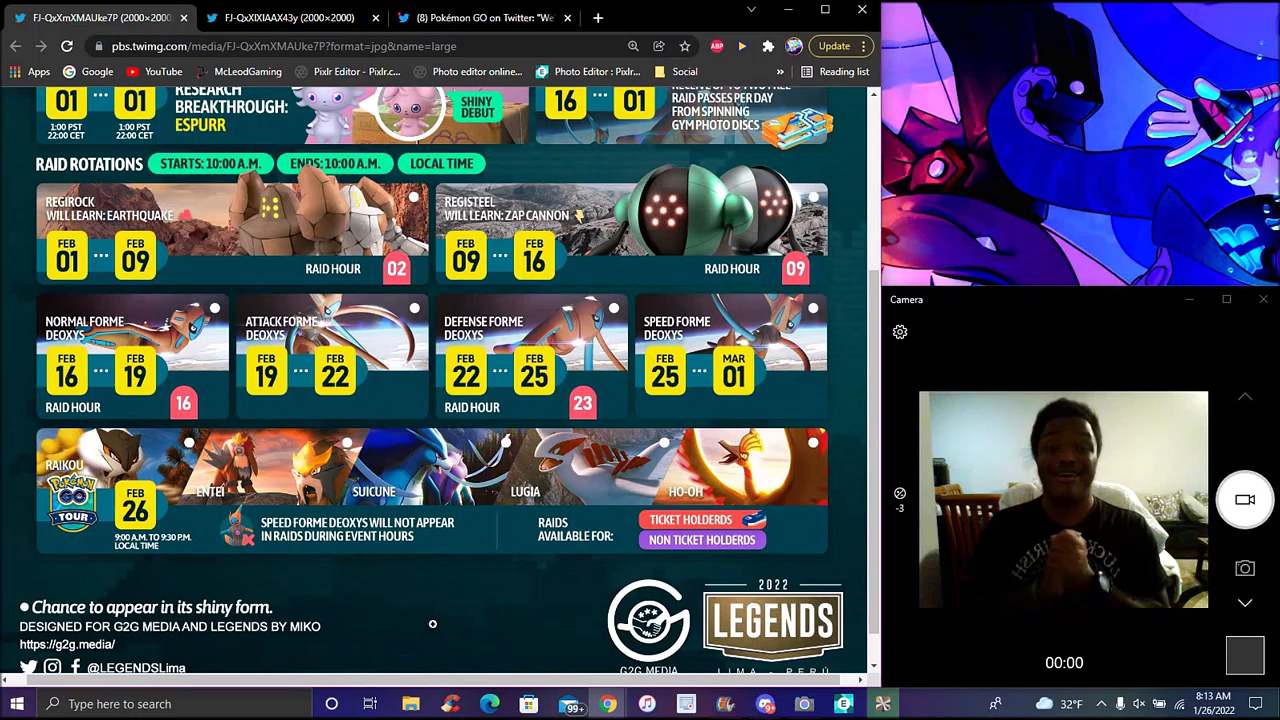 FJ-QxXmXMAUke7P (2000×2000)
FJ-QxXlXIAAX43y (2000×2000)
(8) Pokémon GO on Twitter: "We
pbs.twimg.com/media/FJ-QxXmXMAUke7P?format=jpg&name=large
ABP
Update
Apps
Google
YouTube
McLeodGaming
Pixlr Editor - Pixlr.c...
Photo editor online...
Photo Editor : Pixlr...
Social
»
Reading list
01 ... 01
1:00 PST
22:00 CET
1:00 PST
22:00 CET
RESEARCH
BREAKTHROUGH:
ESPURR
SHINY
DEBUT
16 ... 01
RECEIVE UP TO TWO FREE
RAID PASSES PER DAY
FROM SPINNING
GYM PHOTO DISCS
RAID ROTATIONS
STARTS: 10:00 A.M.
ENDS: 10:00 A.M.
LOCAL TIME
REGIROCK
WILL LEARN: EARTHQUAKE
FEB
01
...
FEB
09
RAID HOUR
02
REGISTEEL
WILL LEARN: ZAP CANNON
FEB
09
...
FEB
16
RAID HOUR
09
NORMAL FORME
DEOXYS
FEB
16
...
FEB
19
RAID HOUR
16
ATTACK FORME
DEOXYS
FEB
19
...
FEB
22
DEFENSE FORME
DEOXYS
FEB
22
...
FEB
25
RAID HOUR
23
SPEED FORME
DEOXYS
FEB
25
...
MAR
01
RAIKOU
ENTEI
SUICUNE
LUGIA
HO-OH
POKÉMON
GO
TOUR
FEB
26
9:00 A.M. TO 9:30 P.M.
LOCAL TIME
SPEED FORME DEOXYS WILL NOT APPEAR
IN RAIDS DURING EVENT HOURS
RAIDS
AVAILABLE FOR:
TICKET HOLDERDS
NON TICKET HOLDERDS
Chance to appear in its shiny form.
DESIGNED FOR G2G MEDIA AND LEGENDS BY MIKO
https://g2g.media/
@LEGENDSLima
G2G MEDIA
2022
LEGENDS
LIMA - PERÚ
Camera
-3
00:00
Type here to search
99+
32°F
8:13 AM
1/26/2022